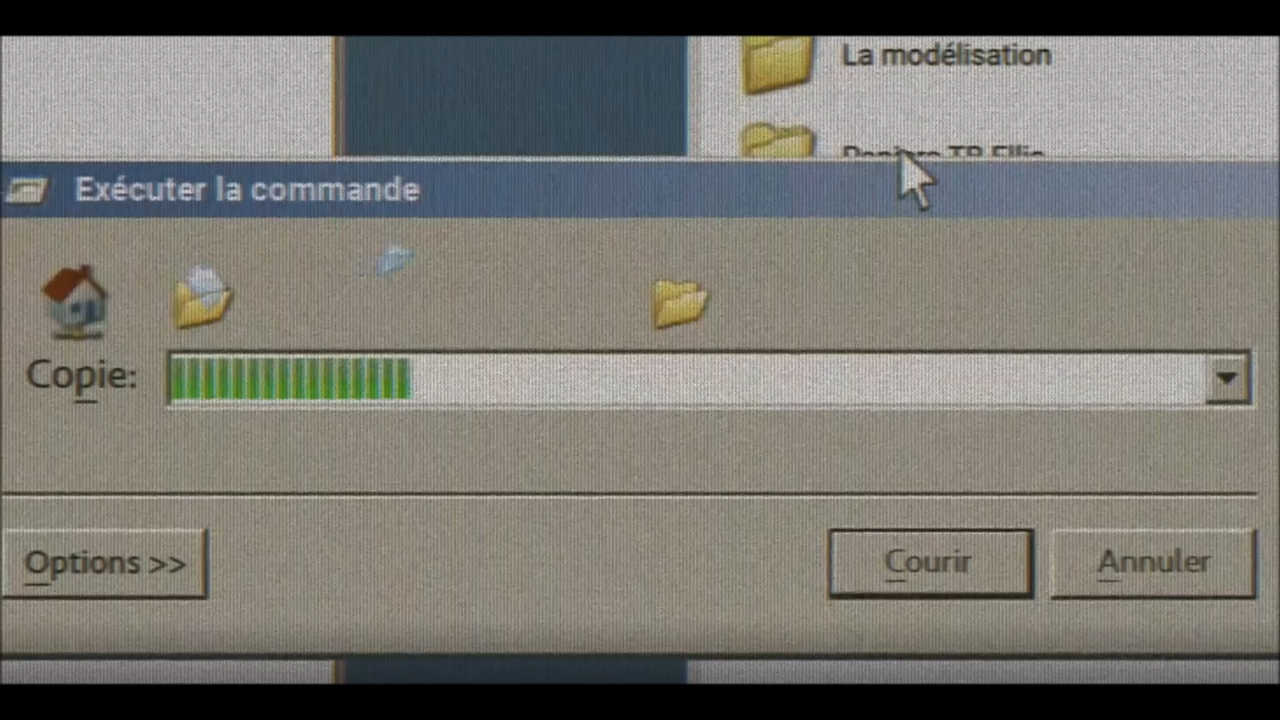 La modélisation
Exécuter la commande
Copie:
Options >>
Courir
Annuler